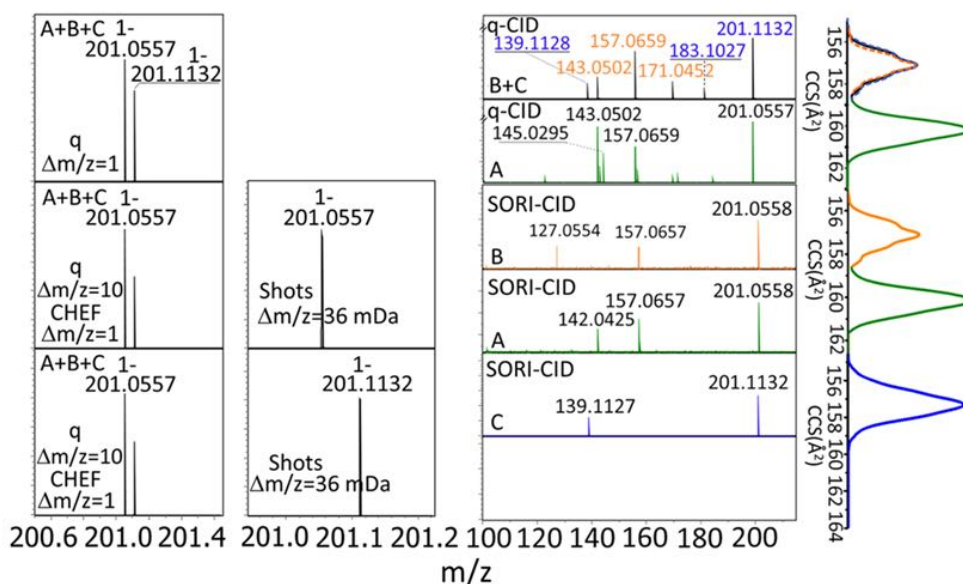 A+B+C 1-
201.0557
1-
201.1132
q
Δm/z=1
A+B+C 1-
201.0557
q
Δm/z=10
CHEF
Δm/z=1
A+B+C 1-
201.0557
q
Δm/z=10
CHEF
Δm/z=1
200.6 201.0 201.4
1-
201.0557
Shots
Δm/z=36 mDa
1-
201.1132
Shots
Δm/z=36 mDa
201.0 201.1 201.2
q-CID
139.1128 157.0659 183.1027 201.1132
143.0502 171.0452
B+C
q-CID
143.0502 201.0557
145.0295 157.0659
A
SORI-CID
201.0558
127.0554 157.0657
B
SORI-CID
201.0558
157.0657
142.0425
A
SORI-CID
201.1132
139.1127
C
100 120 140 160 180 200
m/z
156 158 160 162
CCS(Å²)
156 158 160 162
CCS(Å²)
156 158 160 162 164
CCS(Å²)